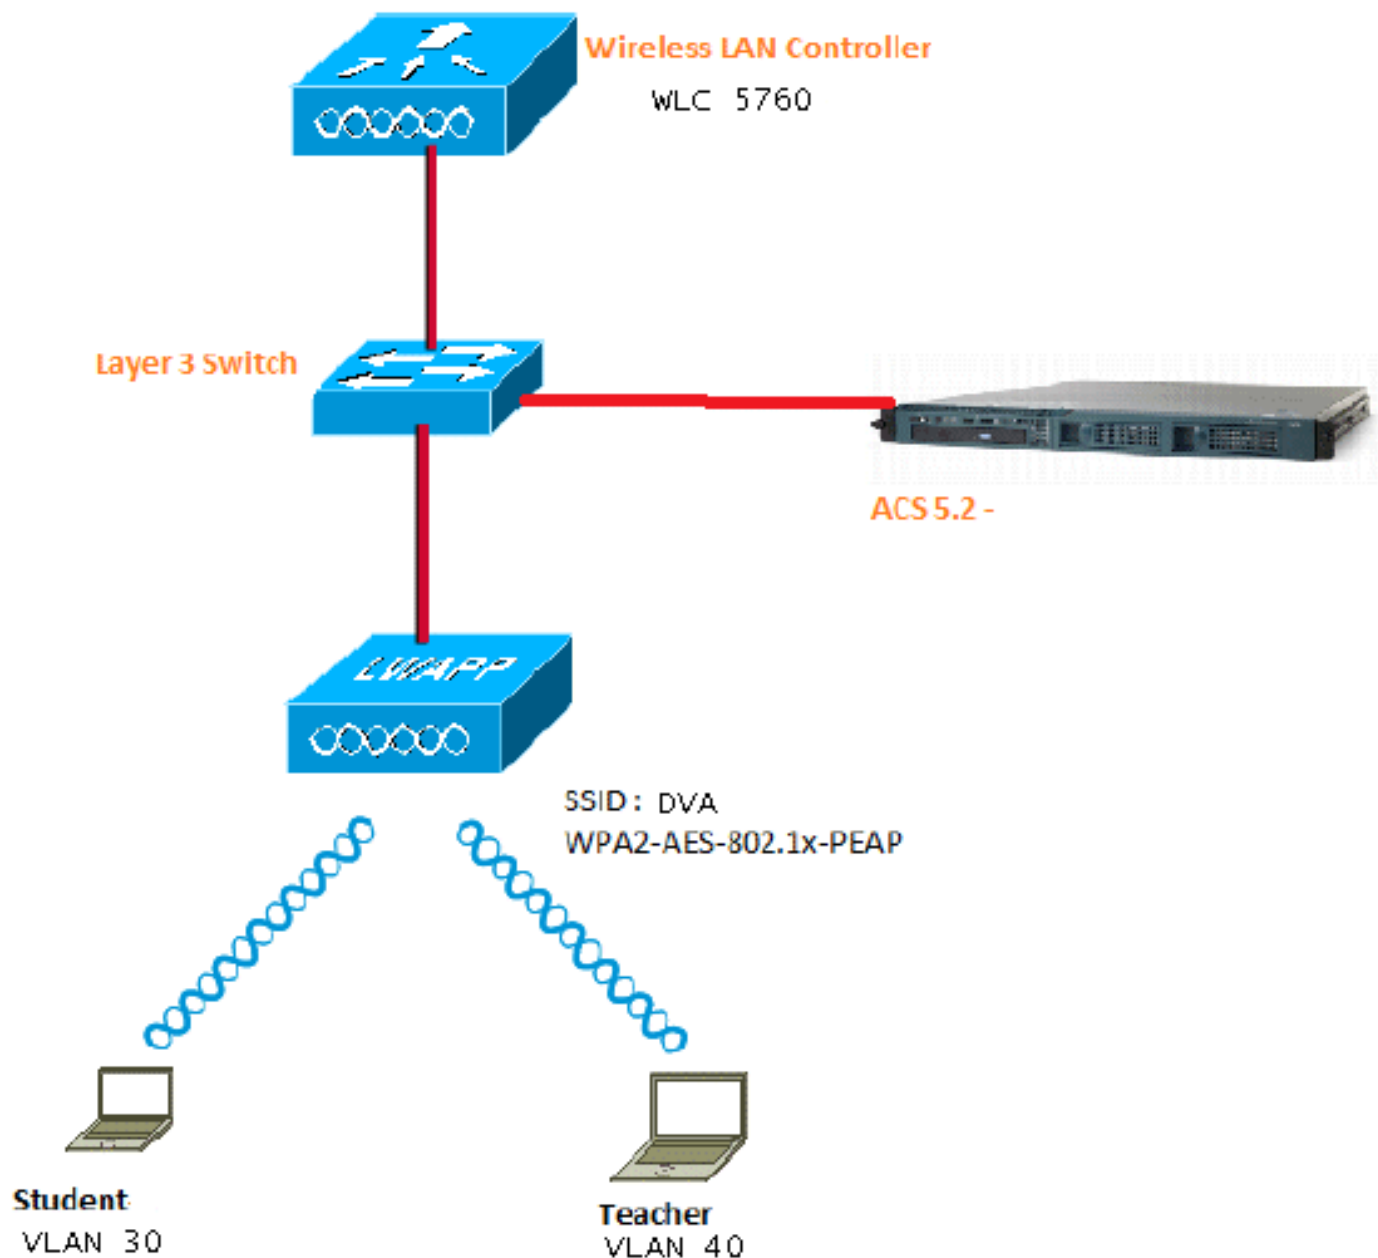 Wireless LAN Controller
WLC 5760
Layer 3 Switch
ACS 5.2 -
LWAPP
SSID : DVA
WPA2-AES-802.1x-PEAP
Student
VLAN 30
Teacher
VLAN 40